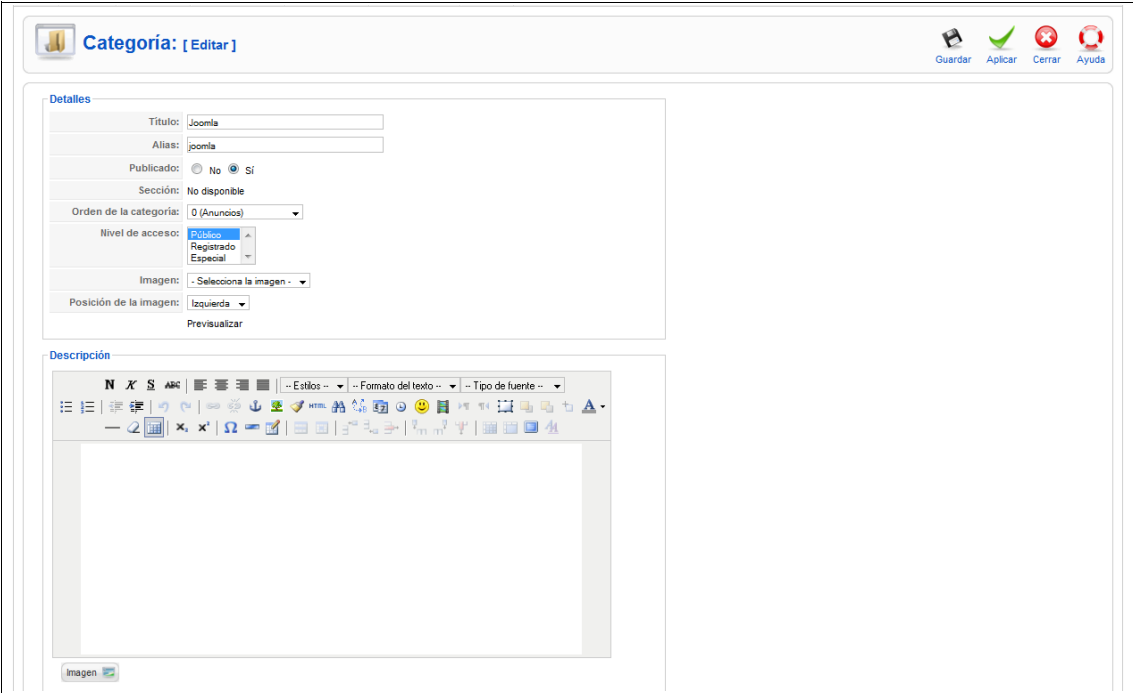 Categoría: [ Editar ]
Guardar Aplicar Cerrar Ayuda
Detalles
Título: Joomla
Alias: joomla
Publicado: No Sí
Sección: No disponible
Orden de la categoría: 0 (Anuncios)
Nivel de acceso: Público
Registrado
Especial
Imagen: - Selecciona la imagen -
Posición de la imagen: Izquierda
Previsualizar
Descripción
N K S ABC -- Estilos -- -- Formato del texto -- -- Tipo de fuente --
HTML A
x, x² Ω
Imagen